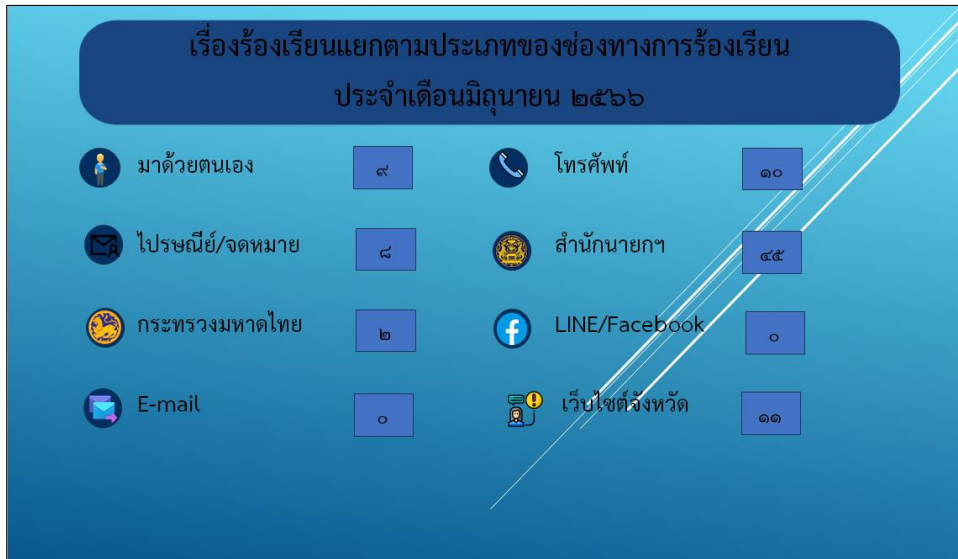 เรื่องร้องเรียนแยกตามประเภทของช่องทางการร้องเรียน
ประจำเดือนมิถุนายน ๒๕๖๖
มาด้วยตนเอง ๙
โทรศัพท์ ๑๐
ไปรษณีย์/จดหมาย ๘
สำนักนายกฯ ๔๕
กระทรวงมหาดไทย ๒
LINE/Facebook ๐
E-mail ๐
เว็บไซต์จังหวัด ๑๑